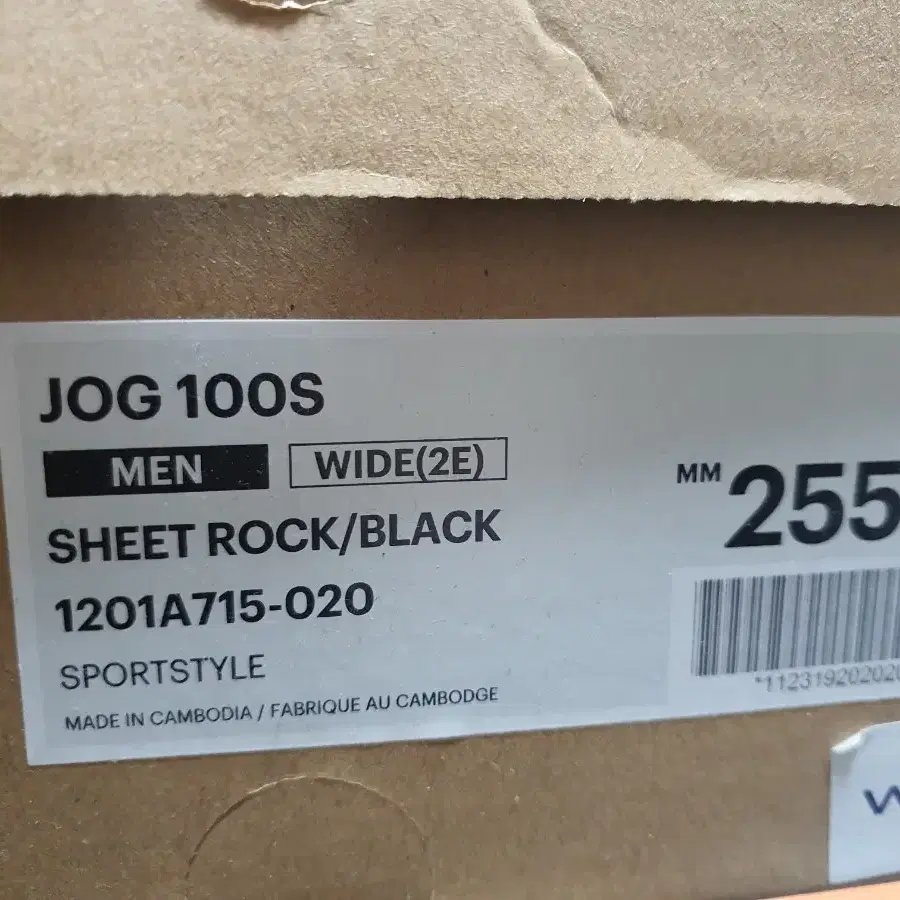 JOG 100S
MEN WIDE(2E)
MM 255
SHEET ROCK/BLACK
1201A715-020
SPORTSTYLE
*1123192020
MADE IN CAMBODIA / FABRIQUE AU CAMBODGE